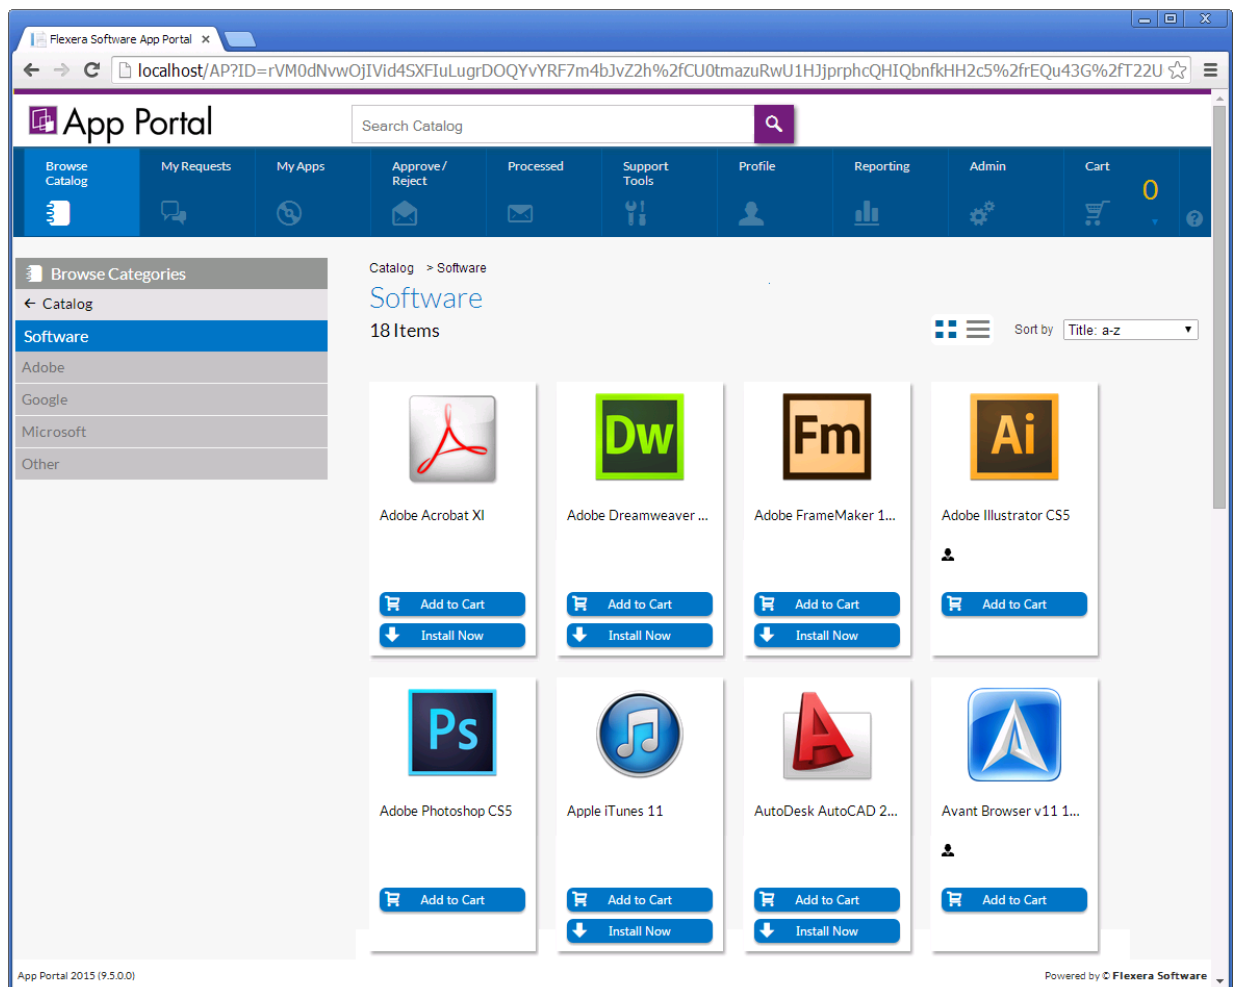 Flexera Software App Portal ×
localhost/AP?ID=rVM0dNvwOjIVid4SXFIuLugrDOQYvYRF7m4bJvZ2h%2fCU0tmazuRwU1HJjprphcQHIQbnfkHH2c5%2frEQu43G%2fT22U
App Portal
Search Catalog
Browse Catalog
My Requests
My Apps
Approve / Reject
Processed
Support Tools
Profile
Reporting
Admin
Cart
0
?
Browse Categories
← Catalog
Software
Adobe
Google
Microsoft
Other
Catalog > Software
Software
18 Items
Sort by Title: a-z
Dw
Fm
Ai
Adobe Acrobat XI
Adobe Dreamweaver ...
Adobe FrameMaker 1...
Adobe Illustrator CS5
Add to Cart
Add to Cart
Add to Cart
Add to Cart
Install Now
Install Now
Install Now
Ps
Adobe Photoshop CS5
Apple iTunes 11
AutoDesk AutoCAD 2...
Avant Browser v11 1...
Add to Cart
Add to Cart
Add to Cart
Add to Cart
Install Now
Install Now
App Portal 2015 (9.5.0.0)
Powered by © Flexera Software